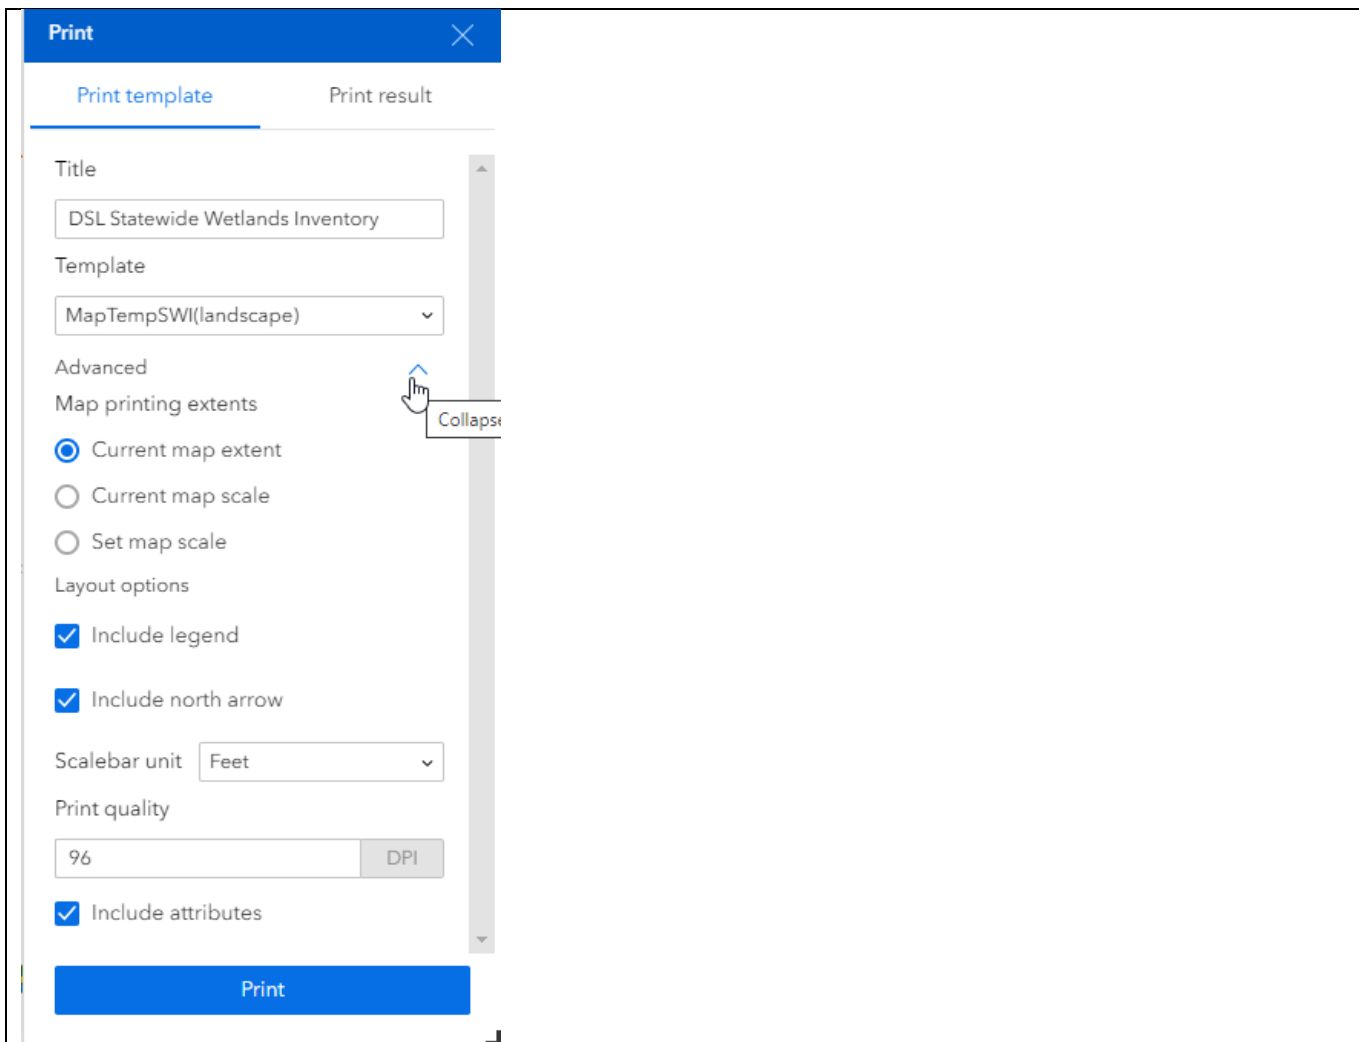 Print
Print template Print result
Title
DSL Statewide Wetlands Inventory
Template
MapTempSWI(landscape)
Advanced
Map printing extents
Collapse
Current map extent
Current map scale
Set map scale
Layout options
Include legend
Include north arrow
Scalebar unit Feet
Print quality
96 DPI
Include attributes
Print